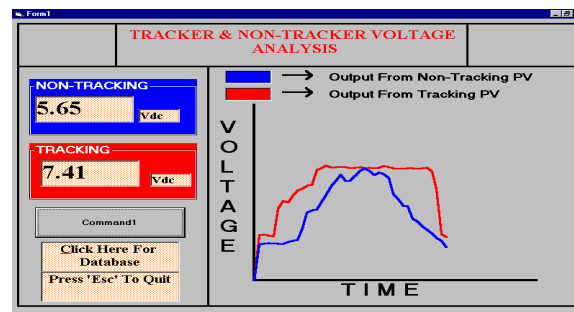 Form1
TRACKER & NON-TRACKER VOLTAGE
ANALYSIS
NON-TRACKING
5.65
Vdc
TRACKING
7.41
Vdc
Command1
Click Here For
Database
Press 'Esc' To Quit
Output From Non-Tracking PV
Output From Tracking PV
VOLTAGE
TIME